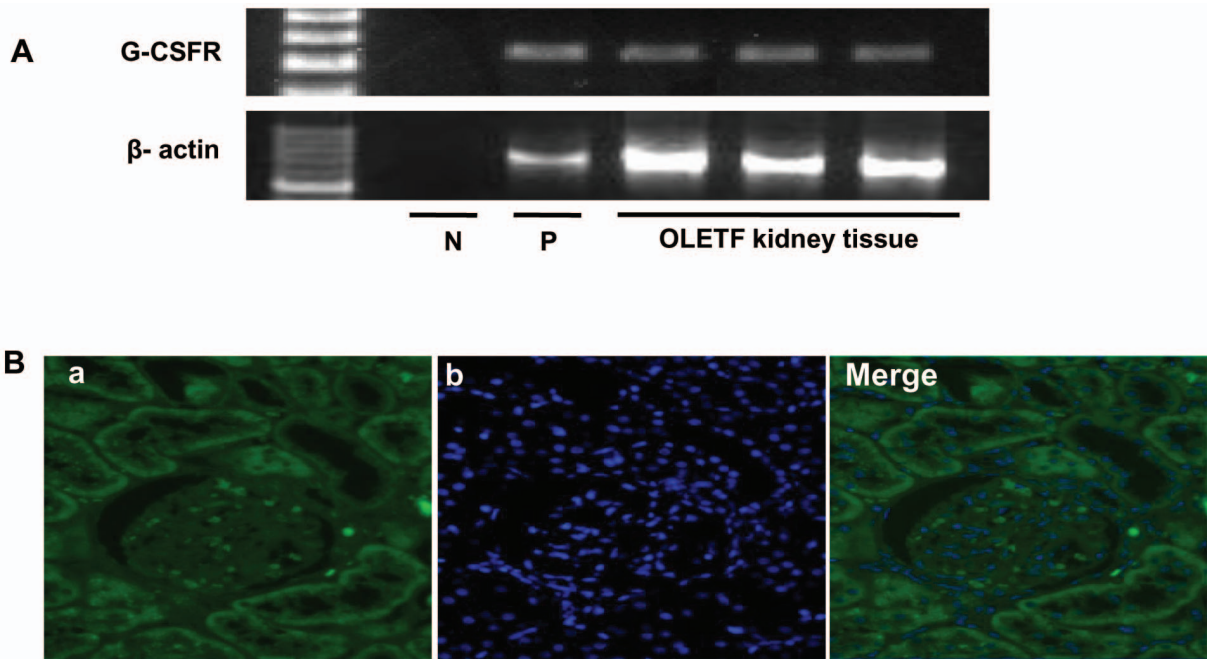 A
G-CSFR
β- actin
N
P
OLETF kidney tissue
B
a
b
Merge